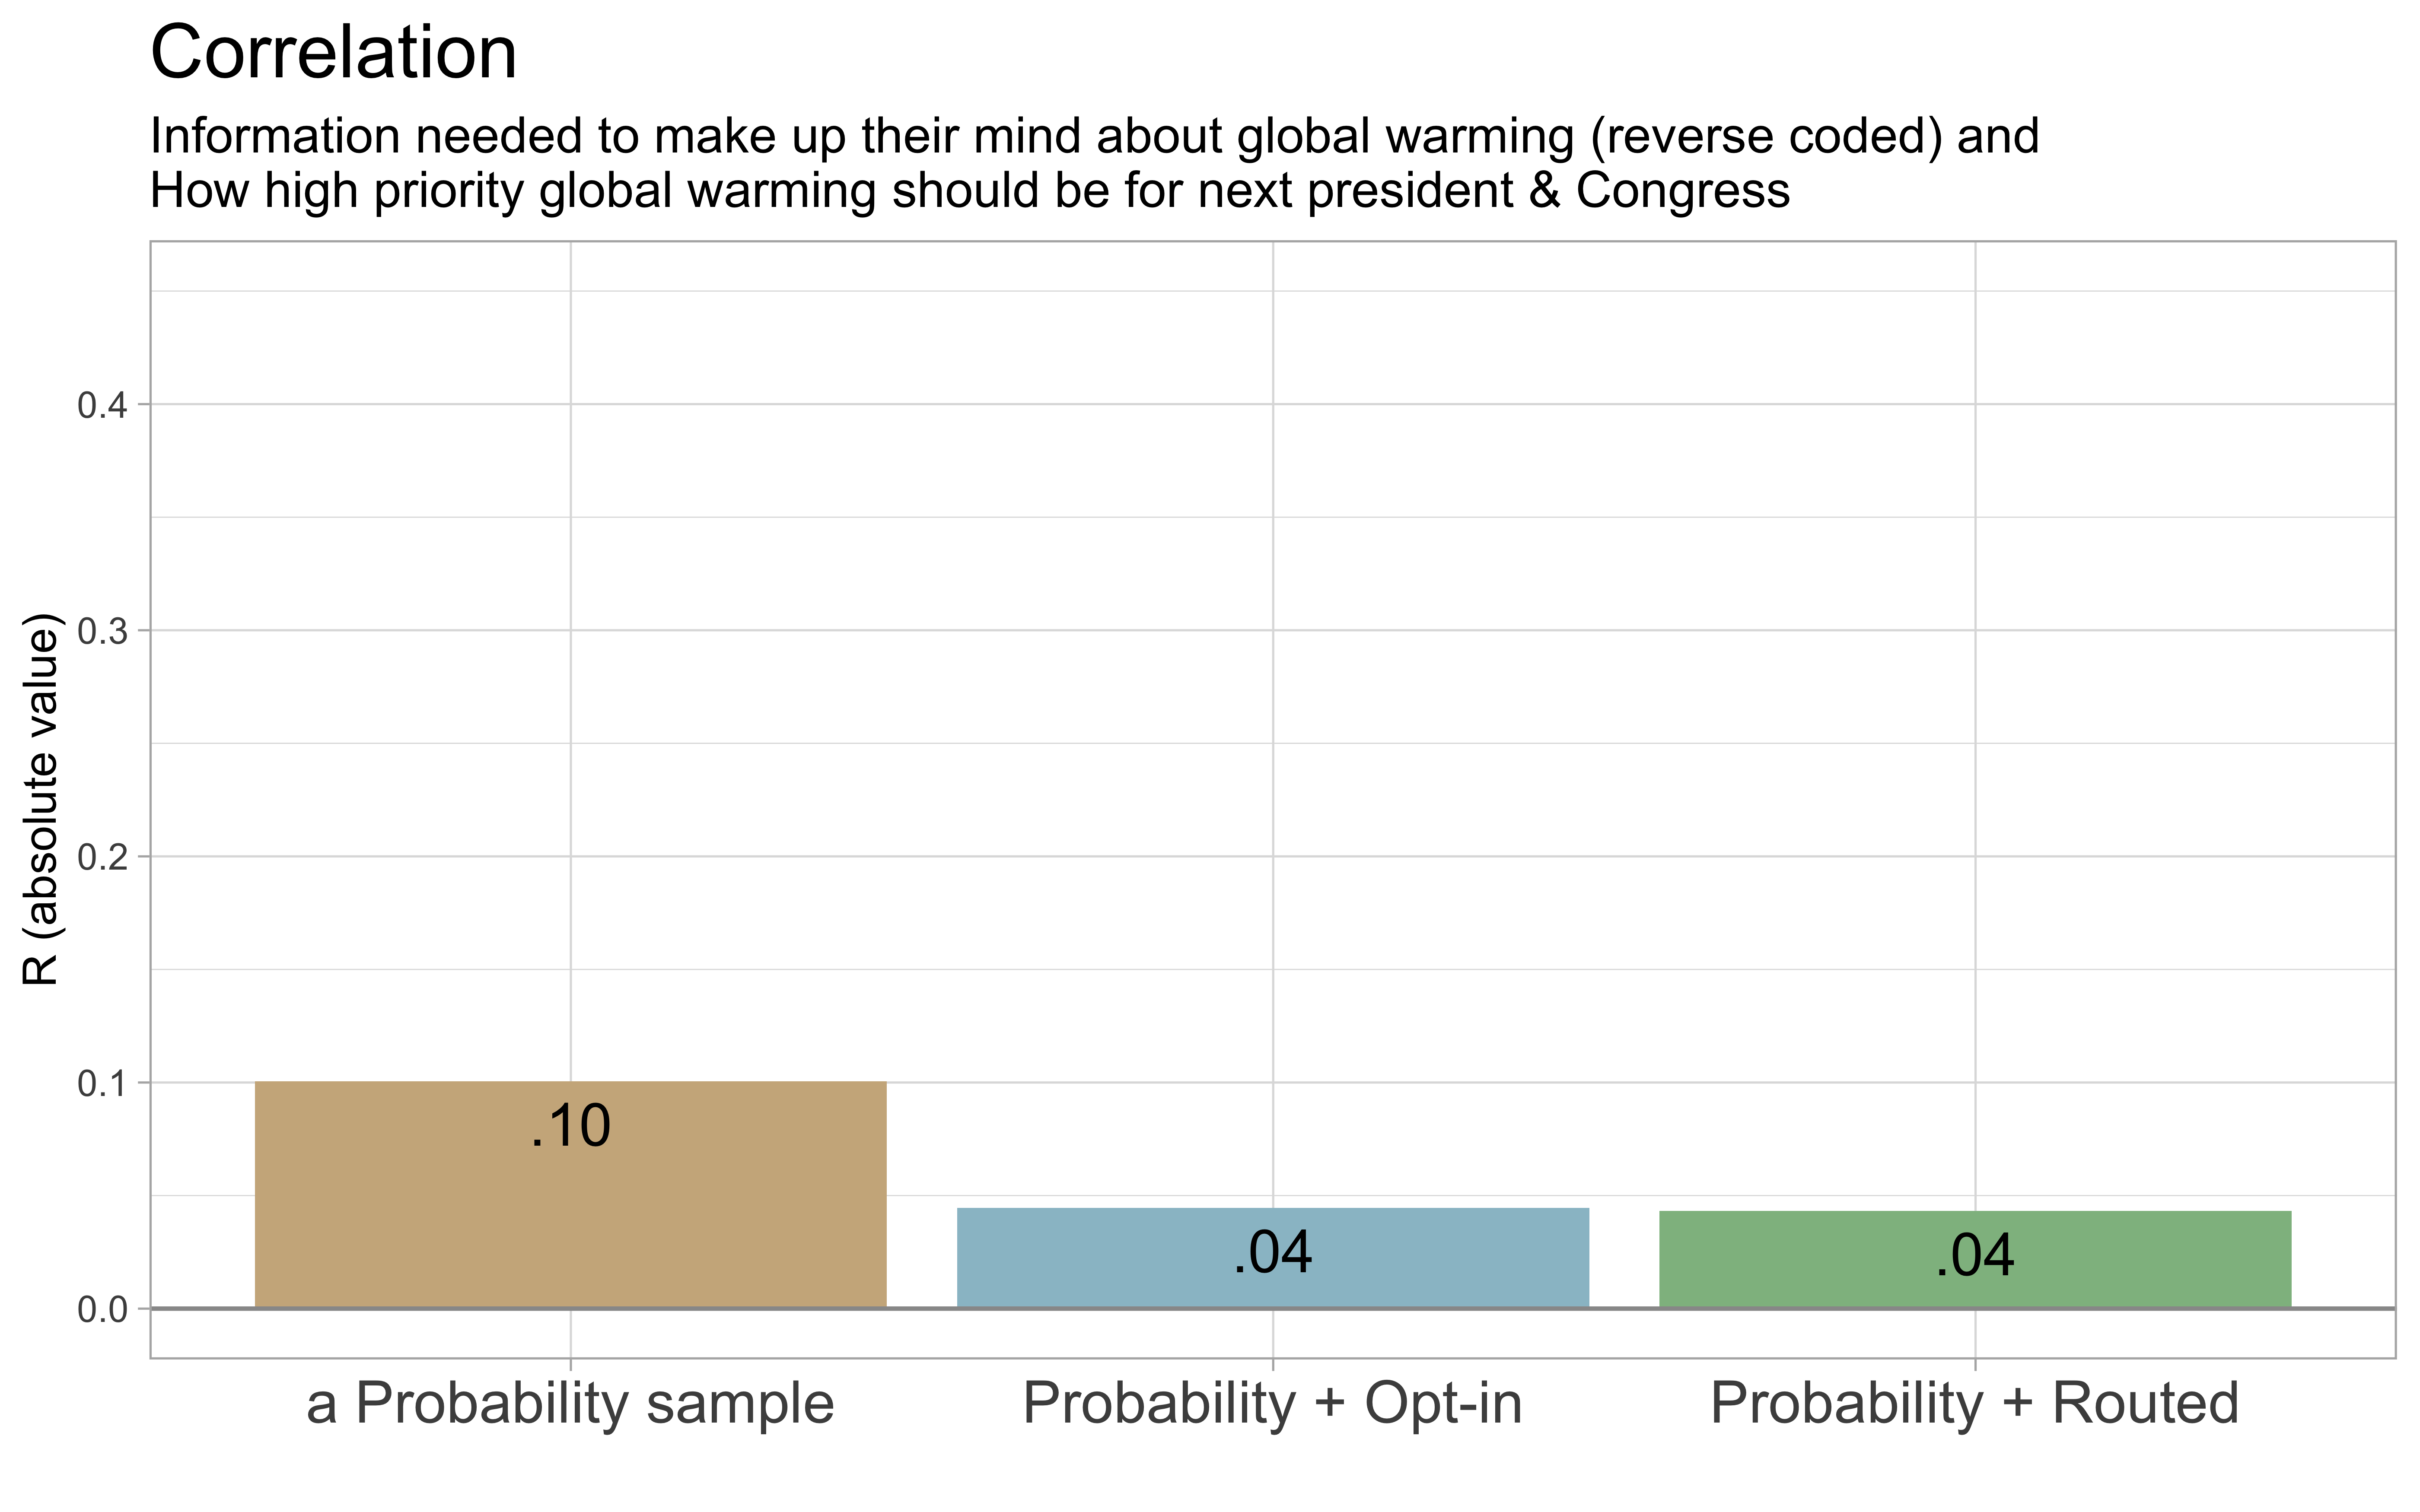 Correlation
Information needed to make up their mind about global warming (reverse coded) and
How high priority global warming should be for next president & Congress
R (absolute value)
0.4
0.3
0.2
0.1
0.0
.10
.04
.04
a Probability sample
Probability + Opt-in
Probability + Routed